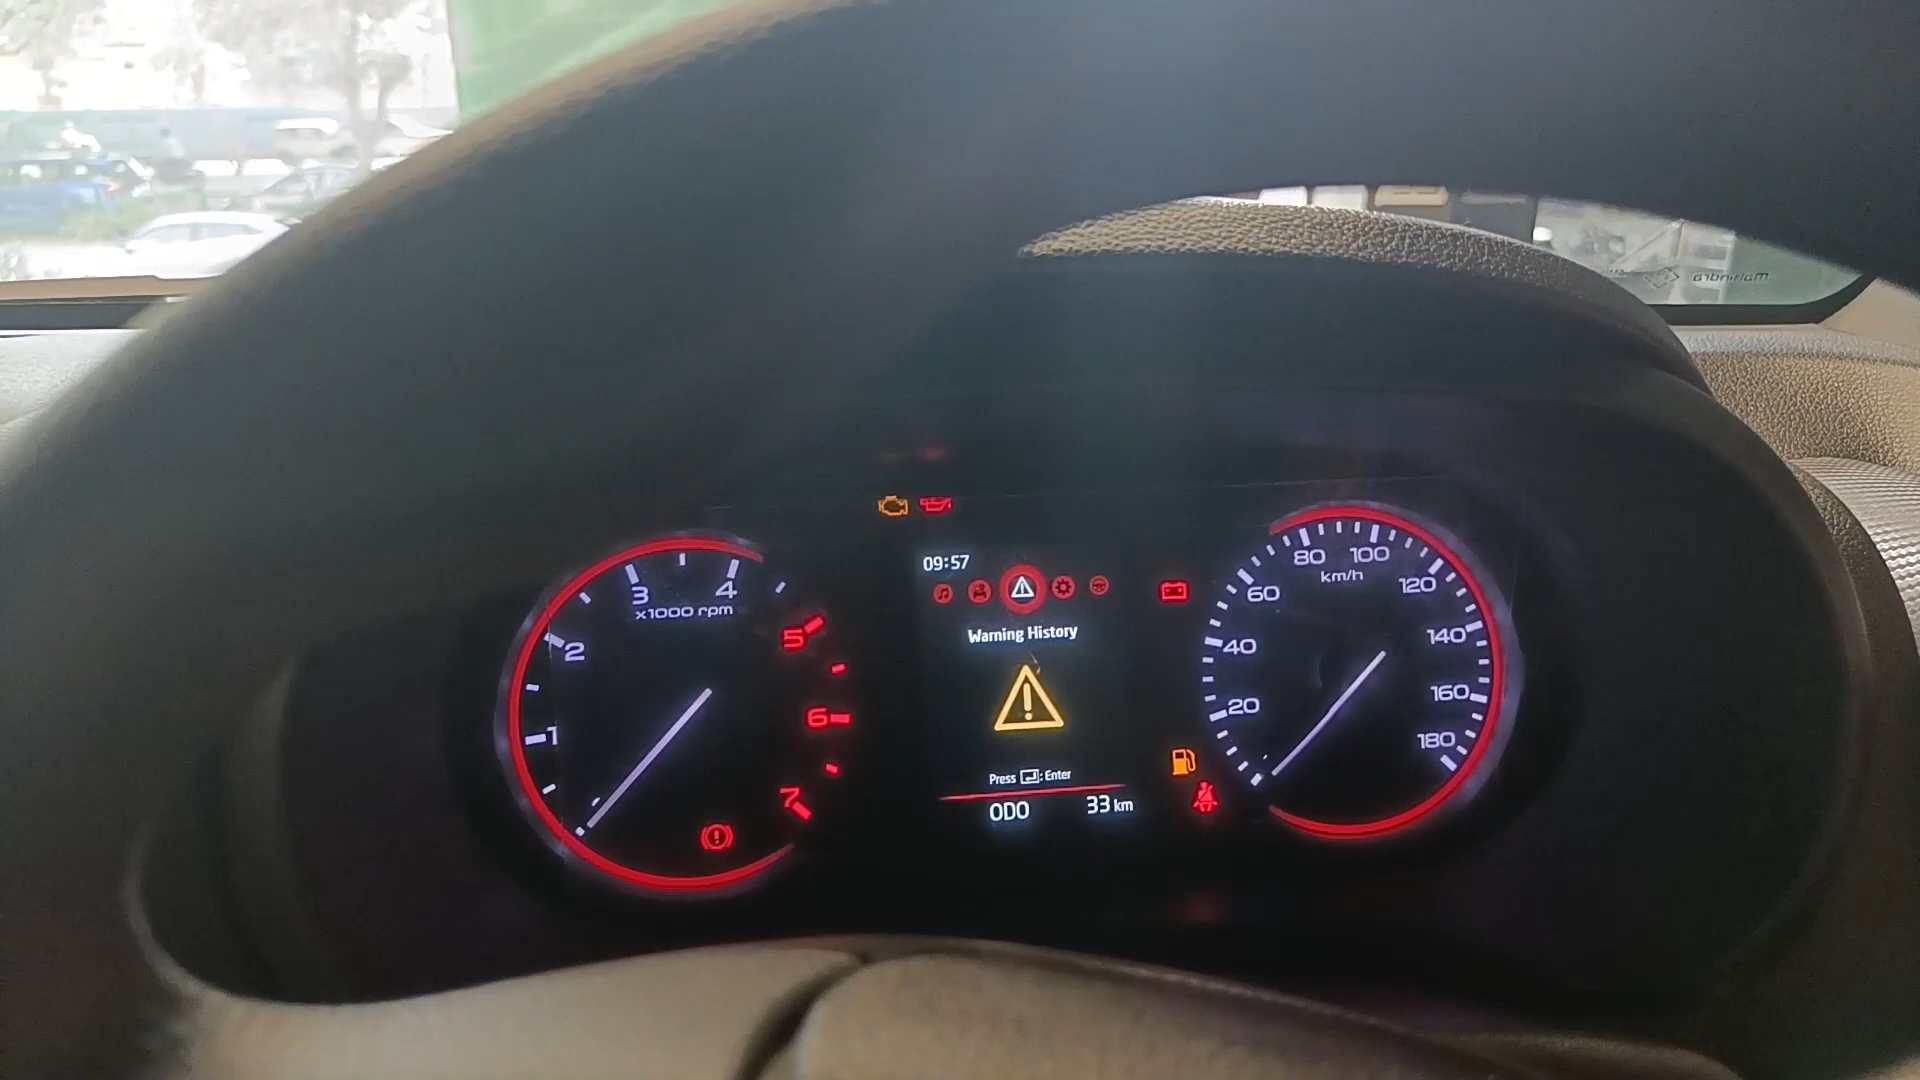 Mahindra
09:57
Warning History
Press : Enter
ODO 33 km
1
2
3
4
5
6
7
x1000 rpm
20
40
60
80
100
120
140
160
180
km/h